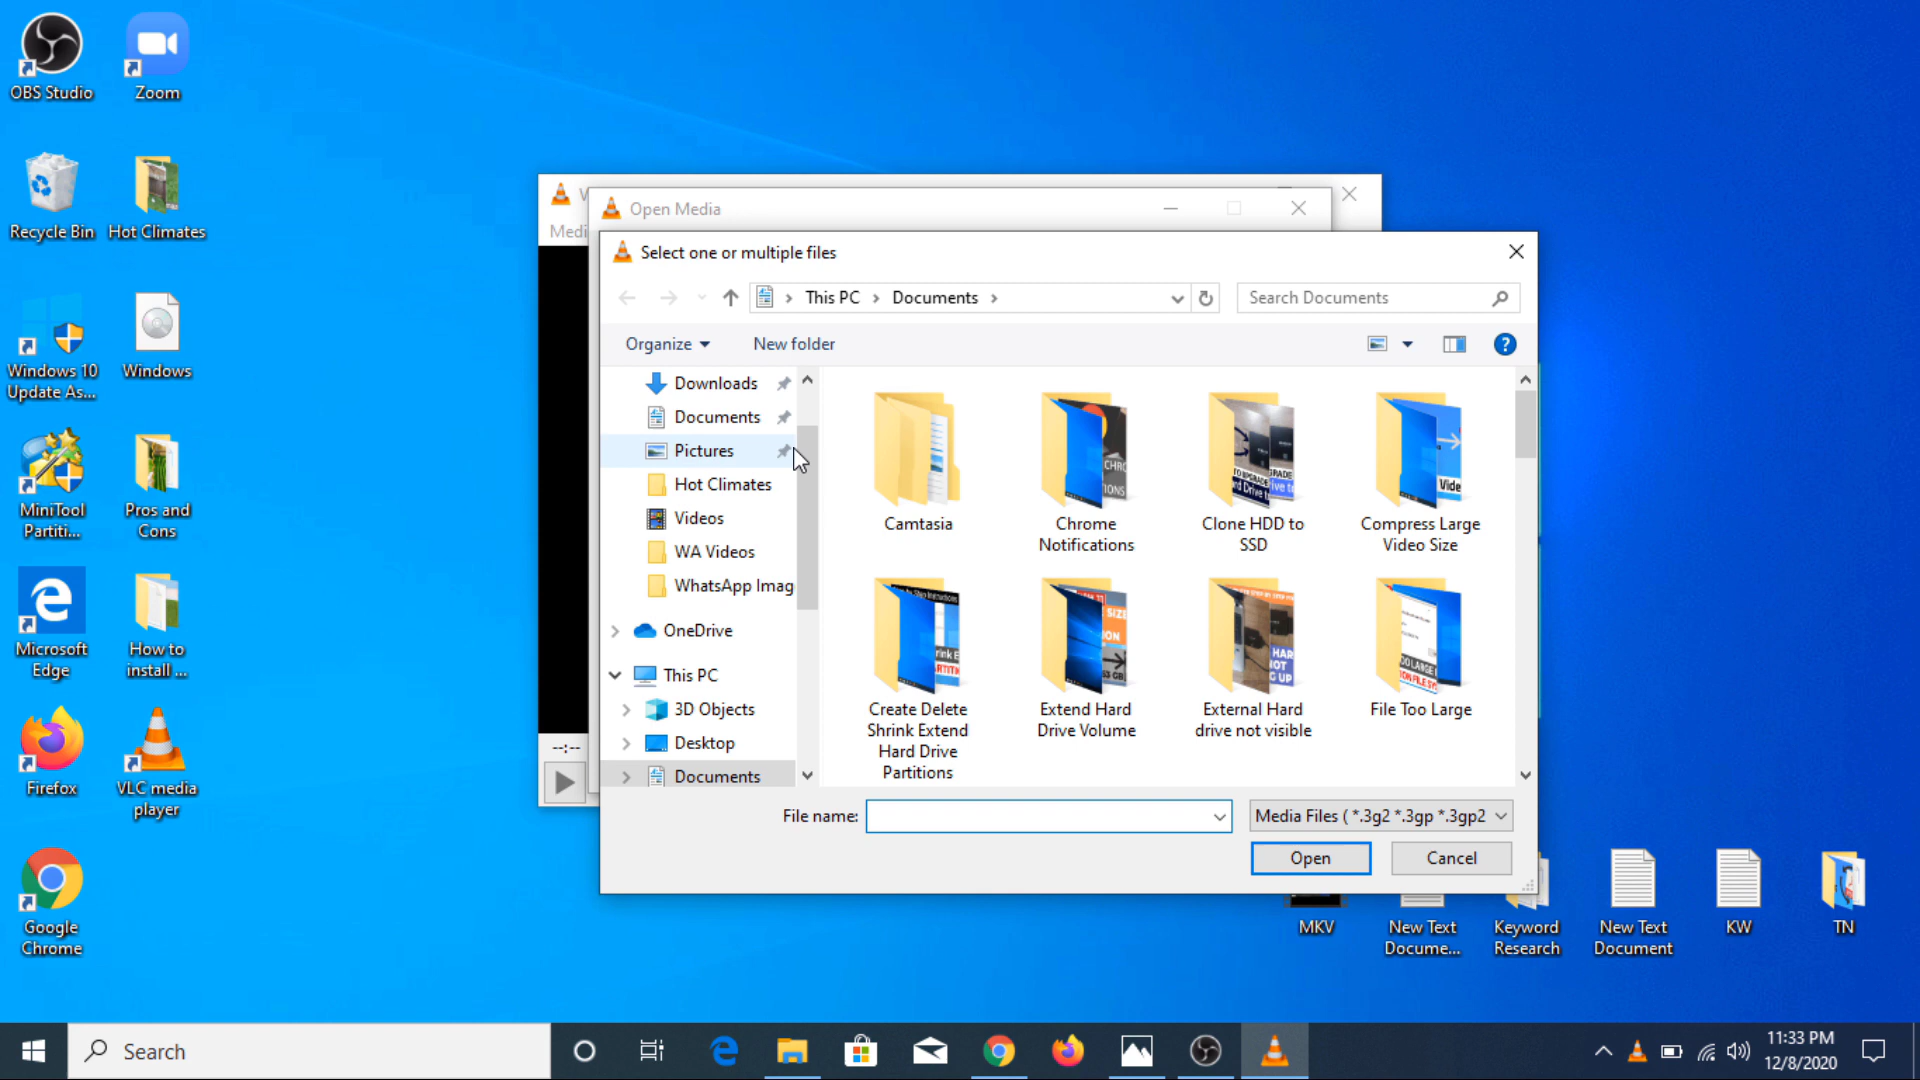 OBS Studio
Zoom
Recycle Bin
Hot Climates
Windows 10
Update As...
Windows
MiniTool
Partiti...
Pros and
Cons
Microsoft
Edge
How to
install ...
Firefox
VLC media
player
Google
Chrome
Medi
Open Media
Select one or multiple files
This PC
Documents
Search Documents
Organize
New folder
Downloads
Documents
Pictures
Hot Climates
Videos
WA Videos
WhatsApp Imag
OneDrive
This PC
3D Objects
Desktop
Documents
Camtasia
Chrome
Notifications
Clone HDD to
SSD
Compress Large
Video Size
Create Delete
Shrink Extend
Hard Drive
Partitions
Extend Hard
Drive Volume
External Hard
drive not visible
File Too Large
--:--
File name:
Media Files ( *.3g2 *.3gp *.3gp2
Open
Cancel
MKV
New Text
Docume...
Keyword
Research
New Text
Document
KW
TN
Search
11:33 PM
12/8/2020